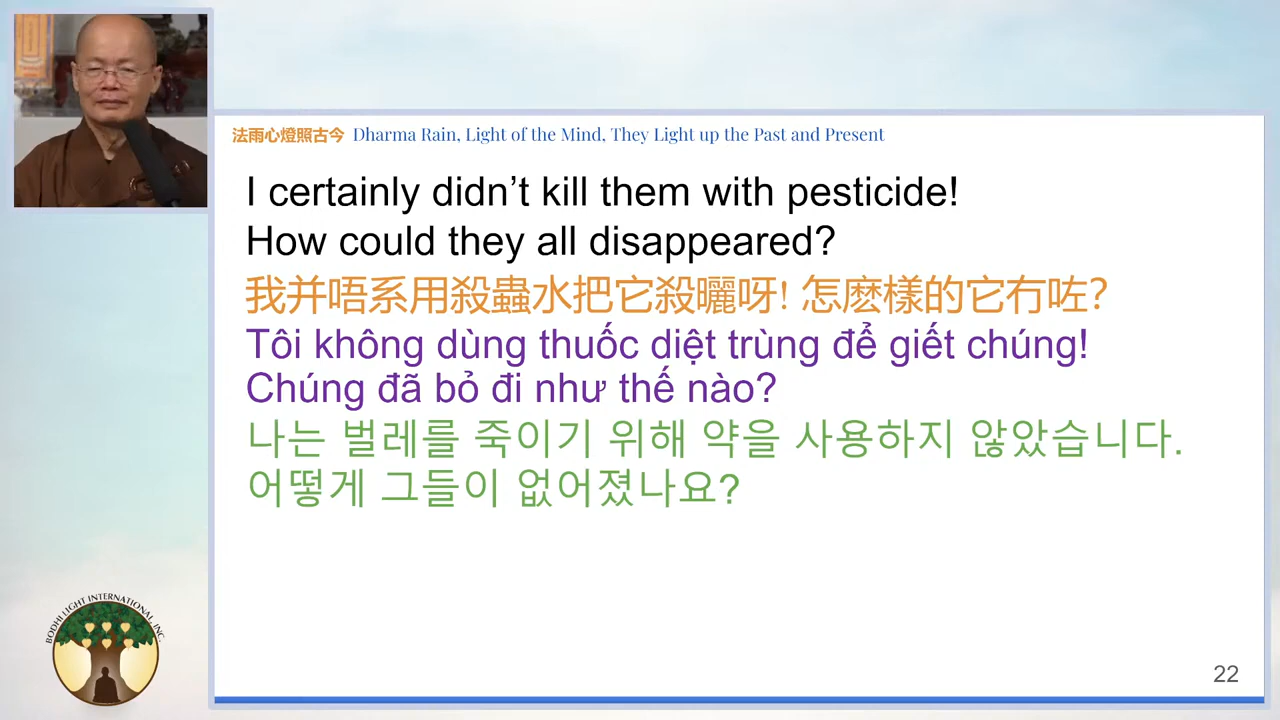 法雨心燈照古今 Dharma Rain, Light of the Mind, They Light up the Past and Present
I certainly didn’t kill them with pesticide!
How could they all disappeared?
我并唔系用殺蟲水把它殺曬呀! 怎麽樣的它冇咗?
Tôi không dùng thuốc diệt trùng để giết chúng!
Chúng đã bỏ đi như thế nào?
나는 벌레를 죽이기 위해 약을 사용하지 않았습니다.
어떻게 그들이 없어졌나요?
BODHI LIGHT INTERNATIONAL, INC.
22